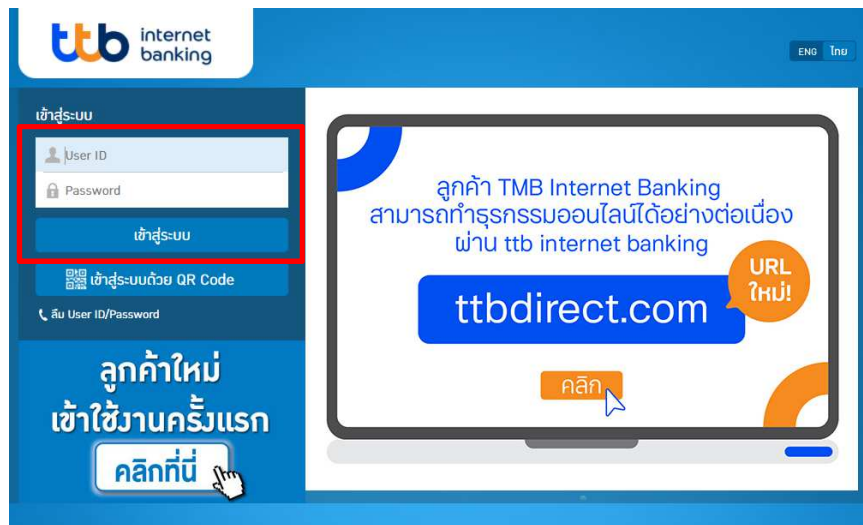 ttb internet
banking
ENG ไทย
เข้าสู่ระบบ
User ID
Password
เข้าสู่ระบบ
เข้าสู่ระบบด้วย QR Code
ลืม User ID/Password
ลูกค้าใหม่
เข้าใช้งานครั้งแรก
คลิกที่นี่
ลูกค้า TMB Internet Banking
สามารถทำธุรกรรมออนไลน์ได้อย่างต่อเนื่อง
ผ่าน ttb internet banking
URL
ใหม่!
ttbdirect.com
คลิก